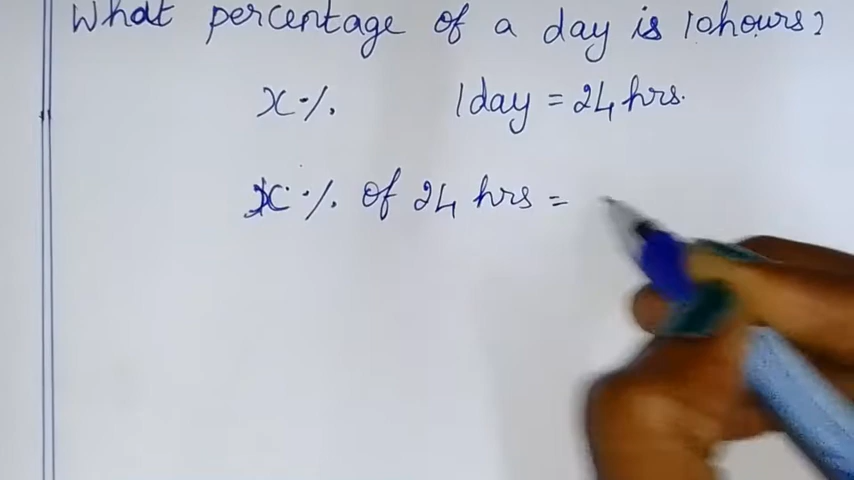 What percentage of a day is 10hours?
x% 1day = 24 hrs.
x% of 24 hrs =